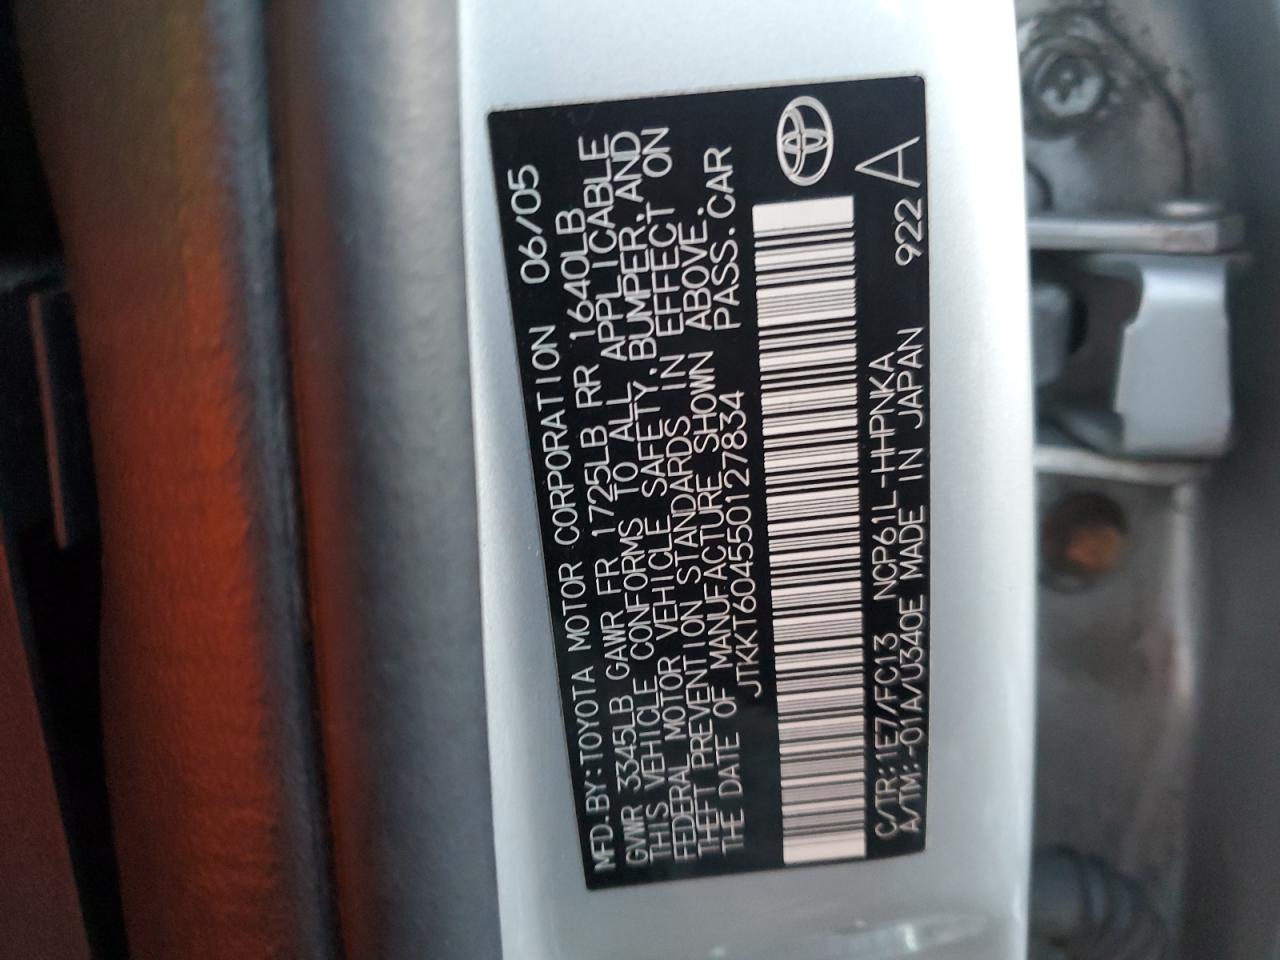 MFD.BY:TOYOTA MOTOR CORPORATION 06/05
GVWR 3345LB GAWR FR 1725LB RR 1640LB
THIS VEHICLE CONFORMS TO ALL APPLICABLE
FEDERAL MOTOR VEHICLE SAFETY,BUMPER,AND
THEFT PREVENTION STANDARDS IN EFFECT ON
THE DATE OF MANUFACTURE SHOWN ABOVE.
JTKKT604550127834 PASS.CAR
C/TR:1E7/FC13 NCP61L-HHPNKA
A/TM:-01A/U340E MADE IN JAPAN 922 A